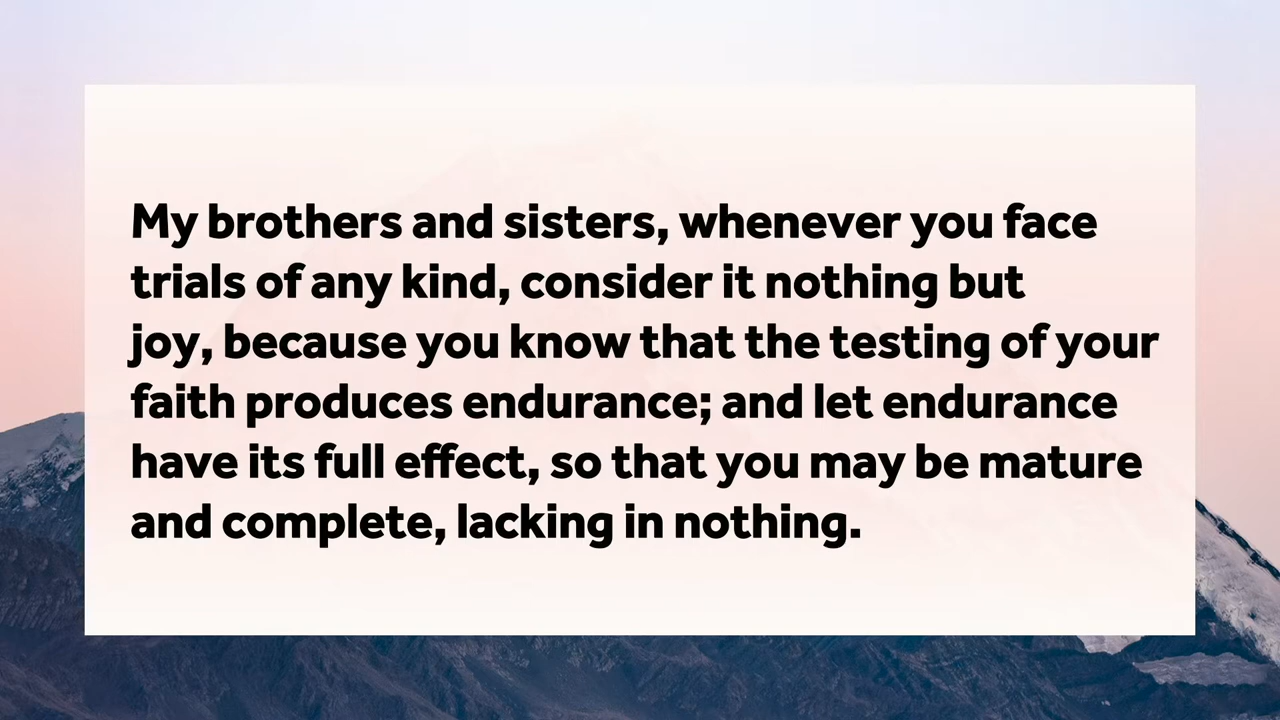 My brothers and sisters, whenever you face
trials of any kind, consider it nothing but
joy, because you know that the testing of your
faith produces endurance; and let endurance
have its full effect, so that you may be mature
and complete, lacking in nothing.